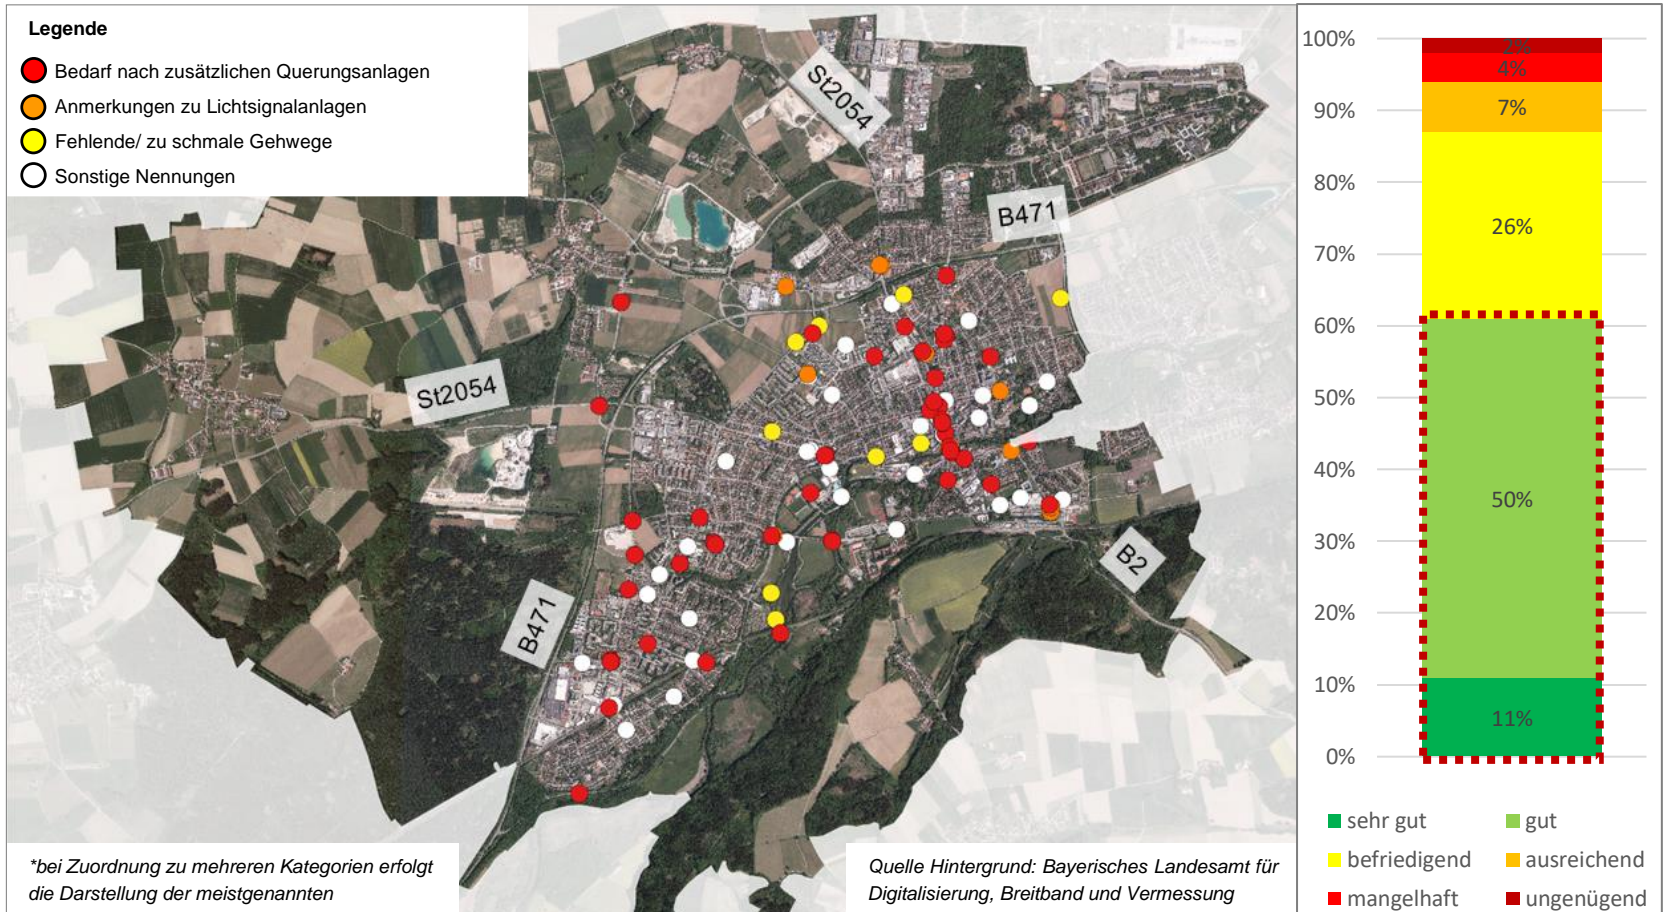 Legende
Bedarf nach zusätzlichen Querungsanlagen
Anmerkungen zu Lichtsignalanlagen
Fehlende/ zu schmale Gehwege
Sonstige Nennungen
St2054
B471
St2054
B471
B2
*bei Zuordnung zu mehreren Kategorien erfolgt
die Darstellung der meistgenannten
Quelle Hintergrund: Bayerisches Landesamt für
Digitalisierung, Breitband und Vermessung
100%
90%
80%
70%
60%
50%
40%
30%
20%
10%
0%
2%
4%
7%
26%
50%
11%
sehr gut
gut
befriedigend
ausreichend
mangelhaft
ungenügend